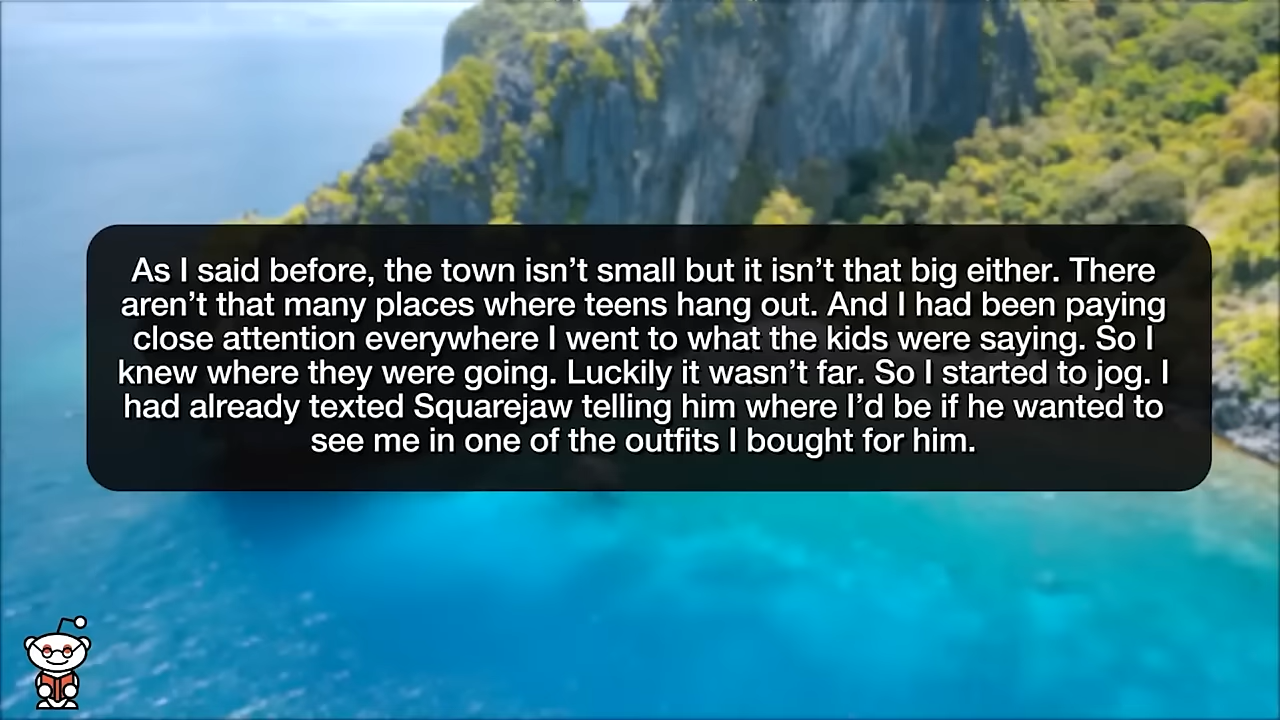 As I said before, the town isn’t small but it isn’t that big either. There
aren’t that many places where teens hang out. And I had been paying
close attention everywhere I went to what the kids were saying. So I
knew where they were going. Luckily it wasn’t far. So I started to jog. I
had already texted Squarejaw telling him where I’d be if he wanted to
see me in one of the outfits I bought for him.